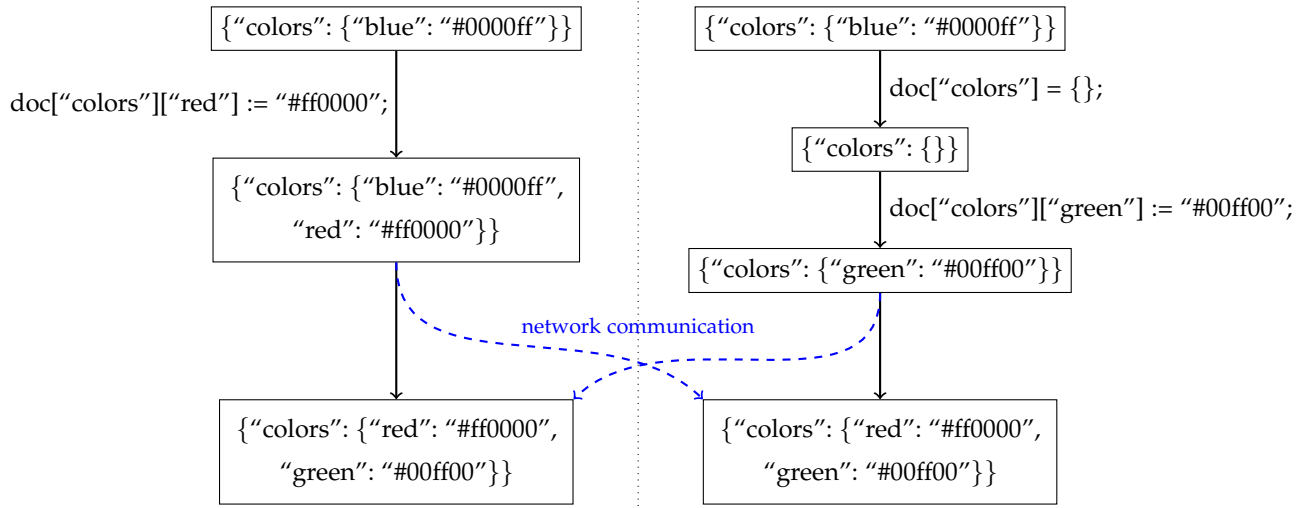 {“colors”: {“blue”: “#0000ff”}}
doc[“colors”][“red”] := “#ff0000”;
{“colors”: {“blue”: “#0000ff”,
“red”: “#ff0000”}}
{“colors”: {“blue”: “#0000ff”}}
doc[“colors”] = {};
{“colors”: {}}
doc[“colors”][“green”] := “#00ff00”;
{“colors”: {“green”: “#00ff00”}}
network communication
{“colors”: {“red”: “#ff0000”,
“green”: “#00ff00”}}
{“colors”: {“red”: “#ff0000”,
“green”: “#00ff00”}}